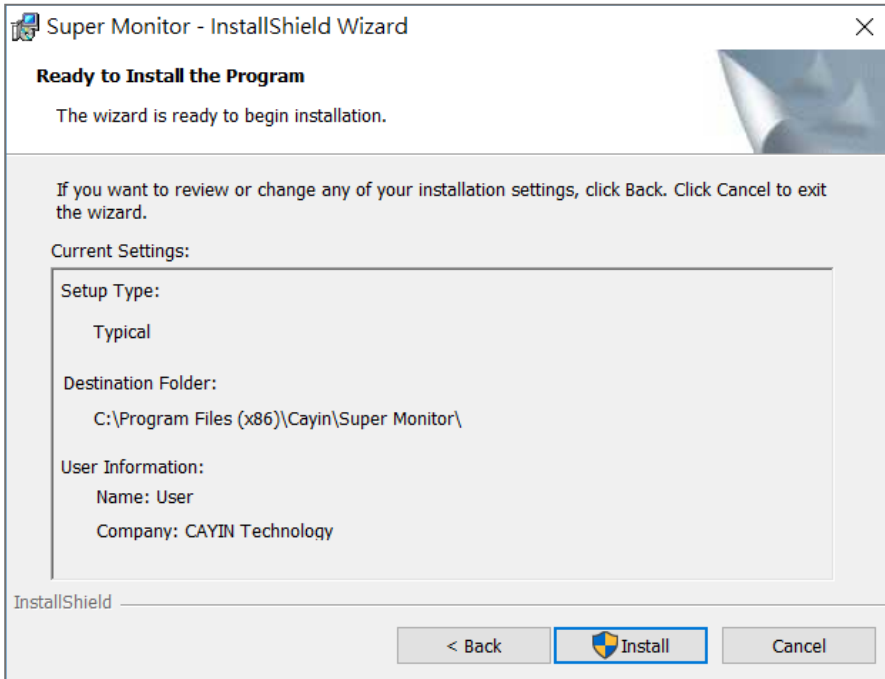 Super Monitor - InstallShield Wizard
Ready to Install the Program
The wizard is ready to begin installation.
If you want to review or change any of your installation settings, click Back. Click Cancel to exit
the wizard.
Current Settings:
Setup Type:
Typical
Destination Folder:
C:\Program Files (x86)\Cayin\Super Monitor\
User Information:
Name: User
Company: CAYIN Technology
InstallShield
< Back
Install
Cancel